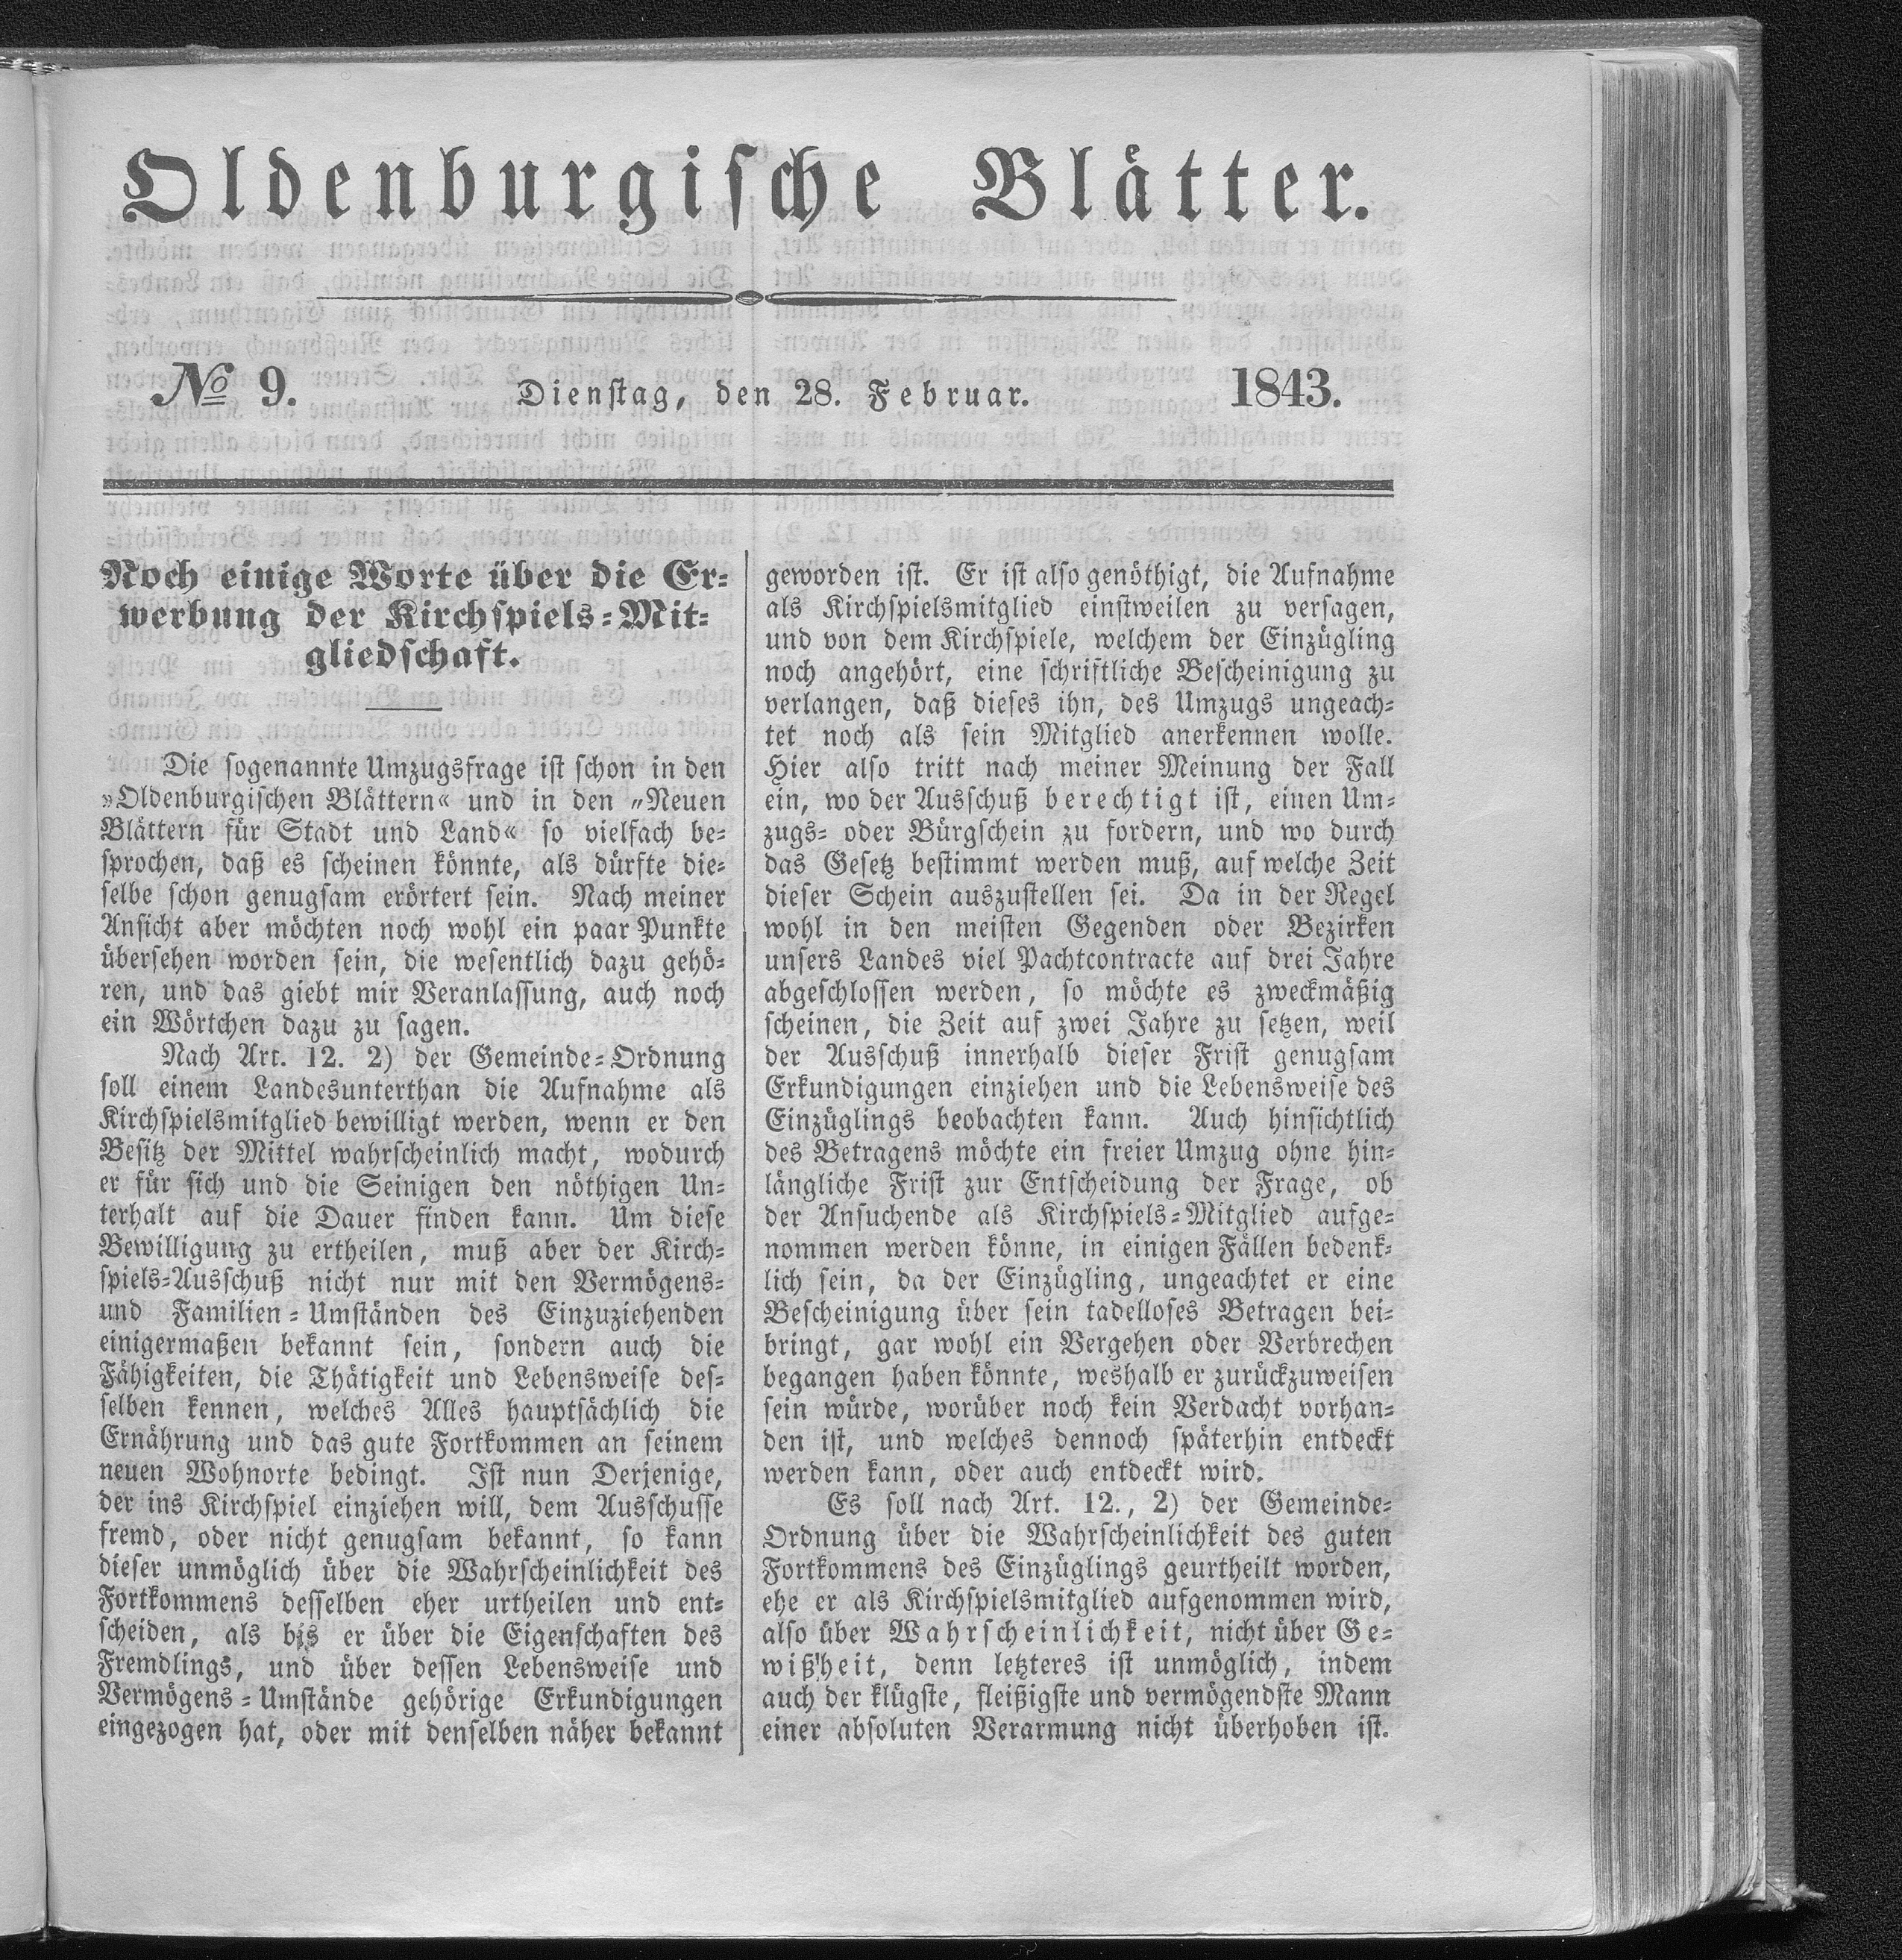 Oldenburgische Blätter.
№ 9. Dienstag, den 28. Februar. 1843.
Noch einige Worte über die Er-
werbung der Kirchspiels-Mit-
gliedschaft.
Die sogenannte Umzugsfrage ist schon in den
»Oldenburgischen Blättern« und in den „Neuen
Blättern für Stadt und Land« so vielfach be-
sprochen, daß es scheinen könnte, als dürfte die-
selbe schon genugsam erörtert sein. Nach meiner
Ansicht aber möchten noch wohl ein paar Punkte
übersehen worden sein, die wesentlich dazu gehö-
ren, und das giebt mir Veranlassung, auch noch
ein Wörtchen dazu zu sagen.
Nach Art. 12. 2) der Gemeinde-Ordnung
soll einem Landesunterthan die Aufnahme als
Kirchspielsmitglied bewilligt werden, wenn er den
Besitz der Mittel wahrscheinlich macht, wodurch
er für sich und die Seinigen den nöthigen Un-
terhalt auf die Dauer finden kann. Um diese
Bewilligung zu ertheilen, muß aber der Kirch-
spiels-Ausschuß nicht nur mit den Vermögens-
und Familien-Umständen des Einzuziehenden
einigermaßen bekannt sein, sondern auch die
Fähigkeiten, die Thätigkeit und Lebensweise des-
selben kennen, welches Alles hauptsächlich die
Ernährung und das gute Fortkommen an seinem
neuen Wohnorte bedingt. Ist nun Derjenige,
der ins Kirchspiel einziehen will, dem Ausschusse
fremd, oder nicht genugsam bekannt, so kann
dieser unmöglich über die Wahrscheinlichkeit des
Fortkommens desselben eher urtheilen und ent-
scheiden, als bis er über die Eigenschaften des
Fremdlings, und über dessen Lebensweise und
Vermögens-Umstände gehörige Erkundigungen
eingezogen hat, oder mit denselben näher bekannt
geworden ist. Er ist also genöthigt, die Aufnahme
als Kirchspielsmitglied einstweilen zu versagen,
und von dem Kirchspiele, welchem der Einzügling
noch angehört, eine schriftliche Bescheinigung zu
verlangen, daß dieses ihn, des Umzugs ungeach-
tet noch als sein Mitglied anerkennen wolle.
Hier also tritt nach meiner Meinung der Fall
ein, wo der Ausschuß berechtigt ist, einen Um-
zugs- oder Bürgschein zu fordern, und wo durch
das Gesetz bestimmt werden muß, auf welche Zeit
dieser Schein auszustellen sei. Da in der Regel
wohl in den meisten Gegenden oder Bezirken
unsers Landes viel Pachtcontracte auf drei Jahre
abgeschlossen werden, so möchte es zweckmäßig
scheinen, die Zeit auf zwei Jahre zu setzen, weil
der Ausschuß innerhalb dieser Frist genugsam
Erkundigungen einziehen und die Lebensweise des
Einzüglings beobachten kann. Auch hinsichtlich
des Betragens möchte ein freier Umzug ohne hin-
längliche Frist zur Entscheidung der Frage, ob
der Ansuchende als Kirchspiels-Mitglied aufge-
nommen werden könne, in einigen Fällen bedenk-
lich sein, da der Einzügling, ungeachtet er eine
Bescheinigung über sein tadelloses Betragen bei-
bringt, gar wohl ein Vergehen oder Verbrechen
begangen haben könnte, weshalb er zurückzuweisen
sein würde, worüber noch kein Verdacht vorhan-
den ist, und welches dennoch späterhin entdeckt
werden kann, oder auch entdeckt wird.
Es soll nach Art. 12., 2) der Gemeinde-
Ordnung über die Wahrscheinlichkeit des guten
Fortkommens des Einzüglings geurtheilt worden,
ehe er als Kirchspielsmitglied aufgenommen wird,
also über Wahrscheinlichkeit, nicht über Ge-
wißheit, denn letzteres ist unmöglich, indem
auch der klügste, fleißigste und vermögendste Mann
einer absoluten Verarmung nicht überhoben ist.